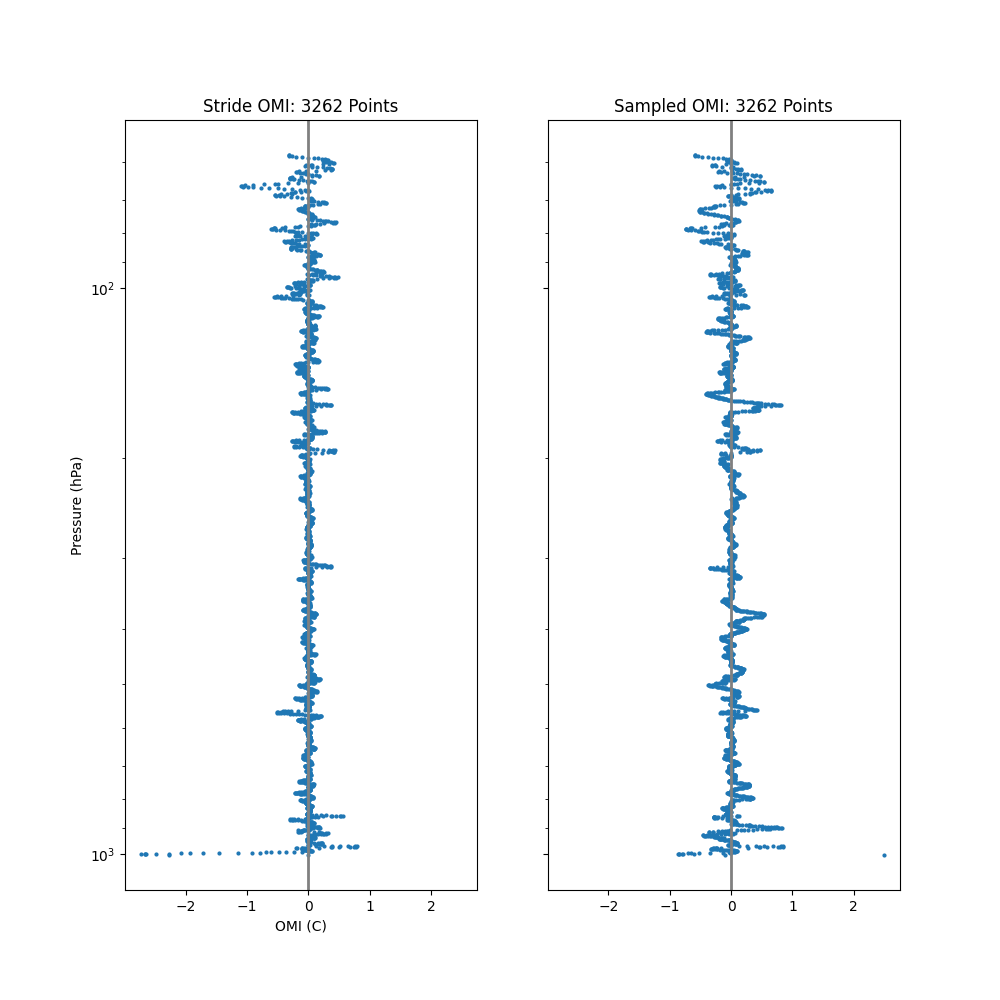 Stride OMI: 3262 Points
Sampled OMI: 3262 Points
Pressure (hPa)
10²
10³
−2 −1 0 1 2
OMI (C)
−2 −1 0 1 2